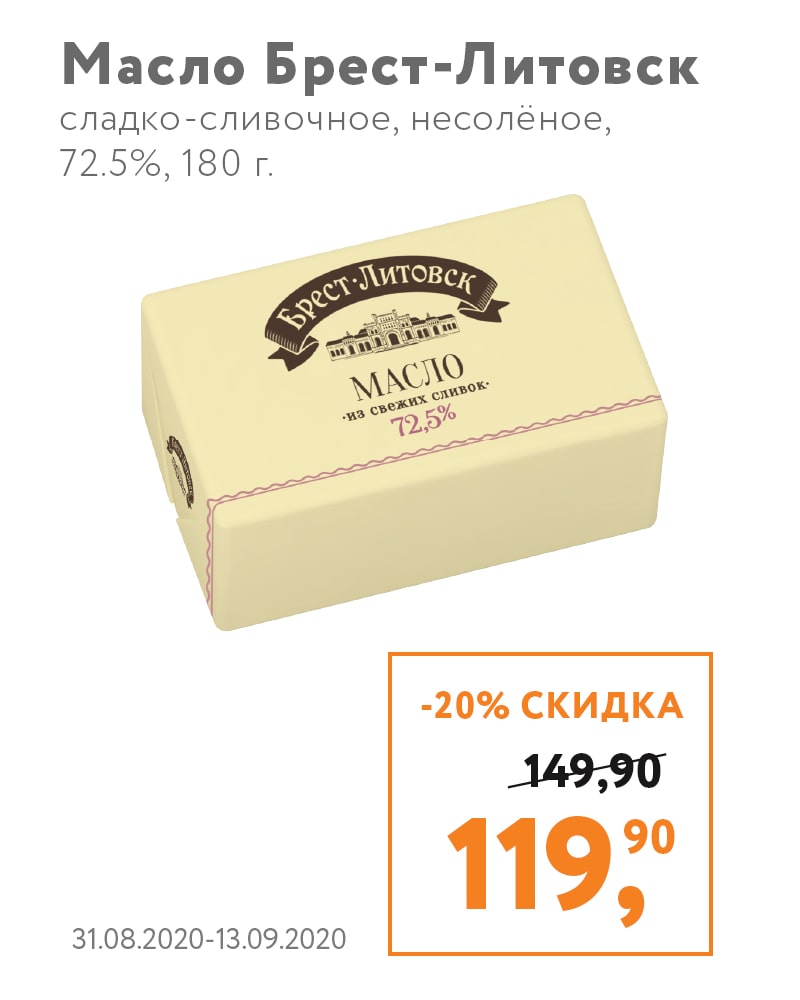 Масло Брест-Литовск
сладко-сливочное, несолёное,
72.5%, 180 г.
Брест·Литовск
МАСЛО
·из свежих сливок·
72,5%
-20% СКИДКА
149,90
119,90
31.08.2020-13.09.2020